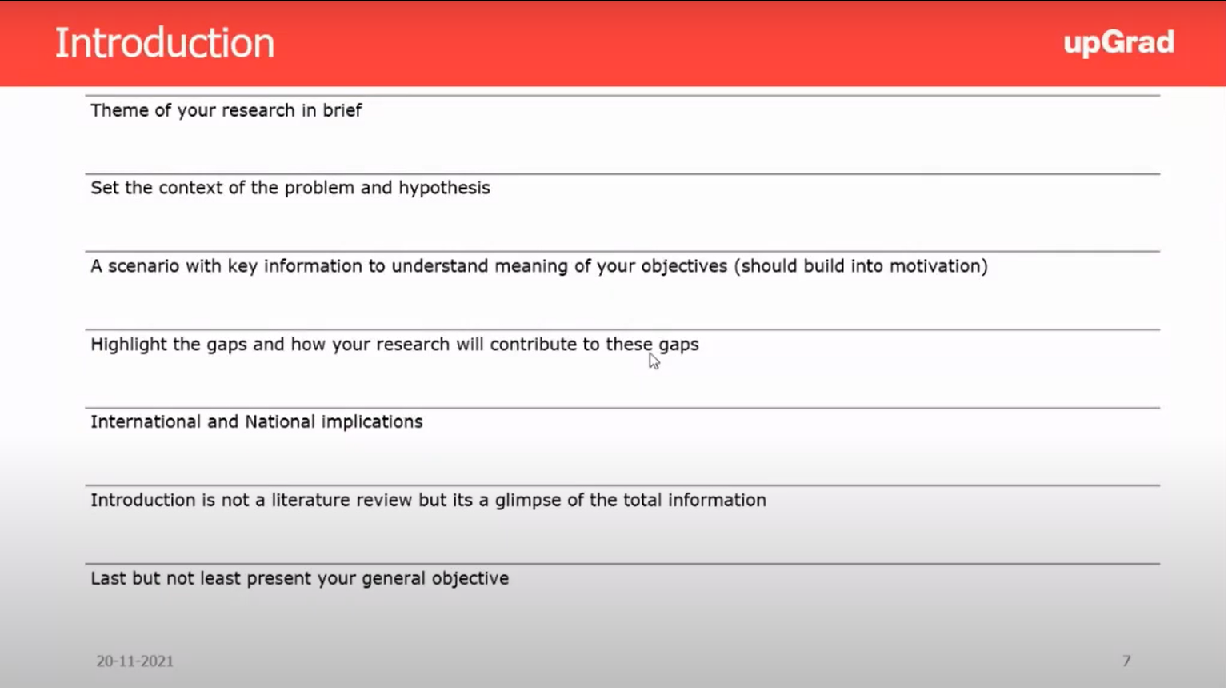 Introduction
upGrad
Theme of your research in brief
Set the context of the problem and hypothesis
A scenario with key information to understand meaning of your objectives (should build into motivation)
Highlight the gaps and how your research will contribute to these gaps
International and National implications
Introduction is not a literature review but its a glimpse of the total information
Last but not least present your general objective
20-11-2021
7